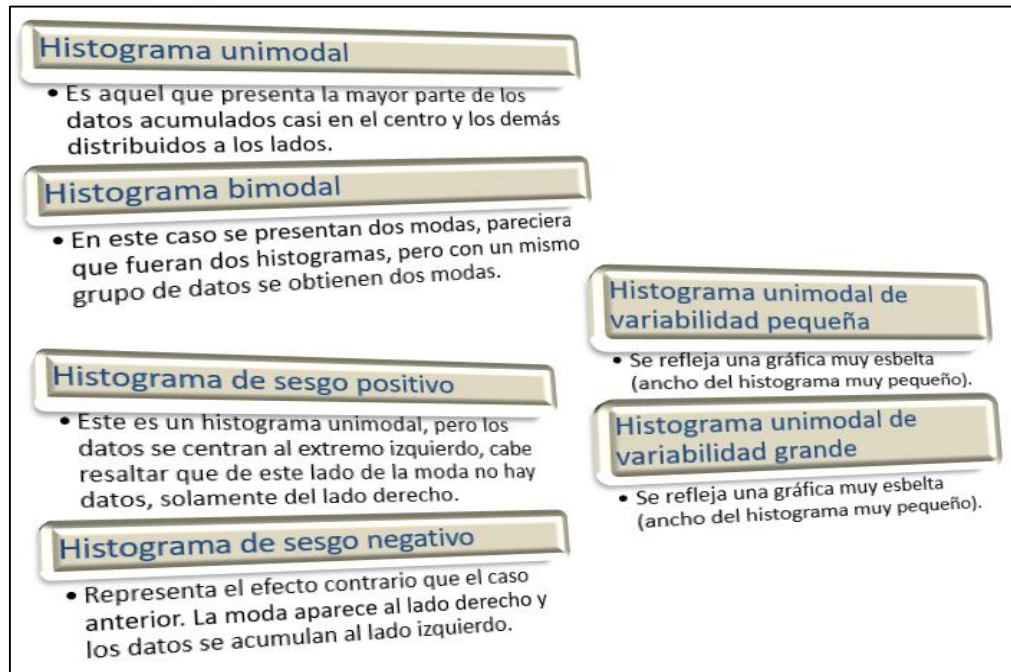 Histograma unimodal
• Es aquel que presenta la mayor parte de los
datos acumulados casi en el centro y los demás
distribuidos a los lados.
Histograma bimodal
• En este caso se presentan dos modas, pareciera
que fueran dos histogramas, pero con un mismo
grupo de datos se obtienen dos modas.
Histograma de sesgo positivo
• Este es un histograma unimodal, pero los
datos se centran al extremo izquierdo, cabe
resaltar que de este lado de la moda no hay
datos, solamente del lado derecho.
Histograma de sesgo negativo
• Representa el efecto contrario que el caso
anterior. La moda aparece al lado derecho y
los datos se acumulan al lado izquierdo.
Histograma unimodal de
variabilidad pequeña
• Se refleja una gráfica muy esbelta
(ancho del histograma muy pequeño).
Histograma unimodal de
variabilidad grande
• Se refleja una gráfica muy esbelta
(ancho del histograma muy pequeño).